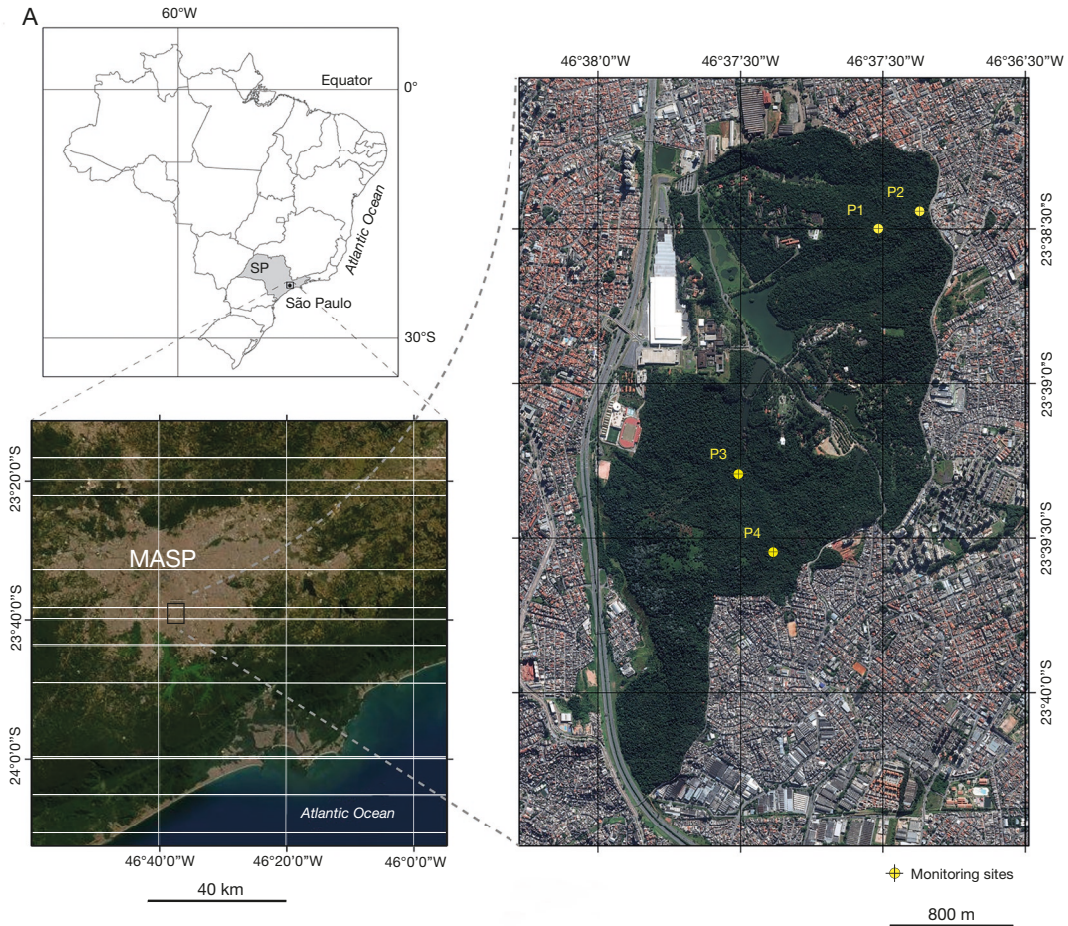 A
60°W
Equator
0°
Atlantic Ocean
SP
São Paulo
30°S
23°20'0"S
MASP
23°40'0"S
24°0'0"S
Atlantic Ocean
46°40'0"W
46°20'0"W
46°0'0"W
40 km
46°38'0"W
46°37'0"W
46°37'30"W
46°36'30"W
P2
P1
23°38'30"S
23°39'0"S
P3
P4
23°39'30"S
23°40'0"S
Monitoring sites
800 m